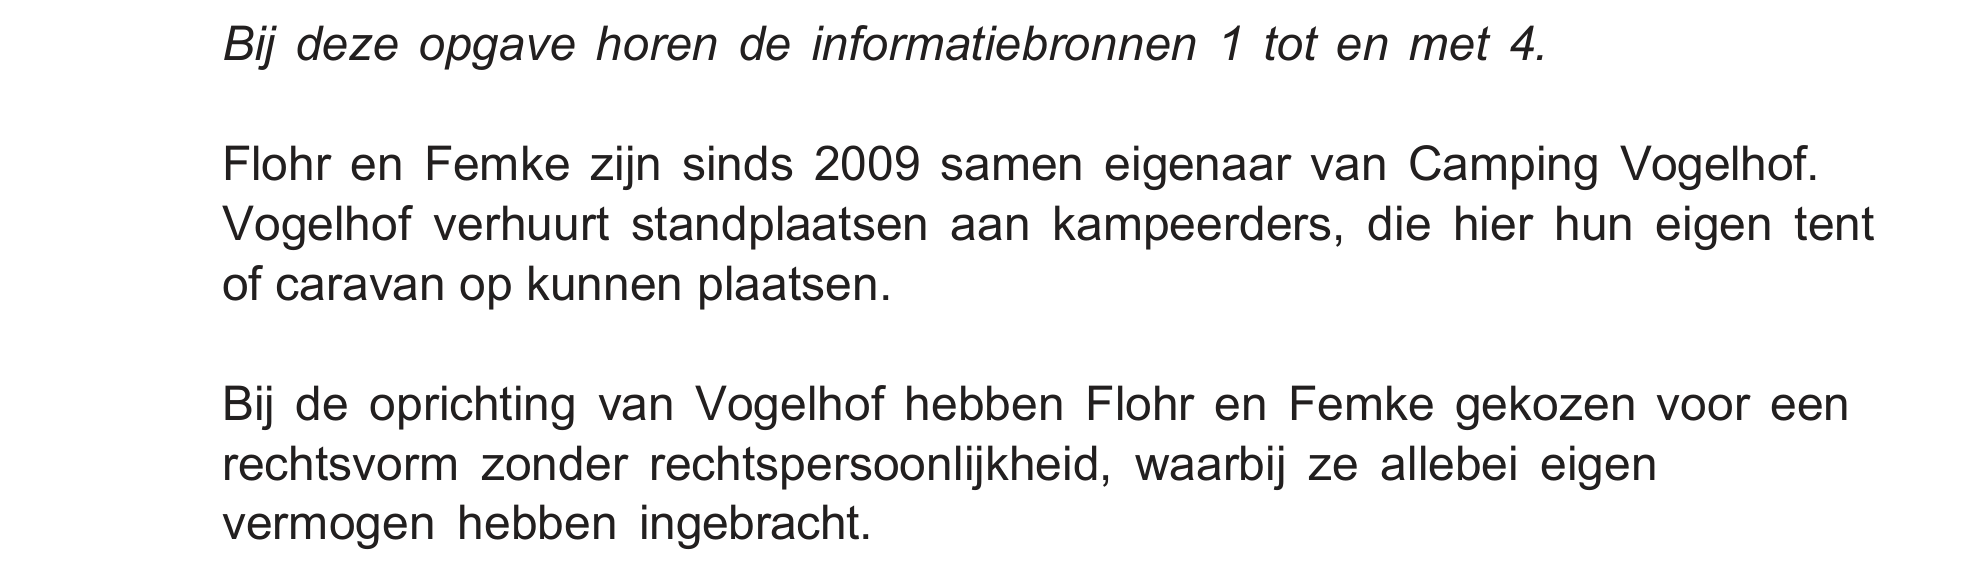 Bij deze opgave horen de informatiebronnen 1 tot en met 4.
Flohr en Femke zijn sinds 2009 samen eigenaar van Camping Vogelhof.
Vogelhof verhuurt standplaatsen aan kampeerders, die hier hun eigen tent
of caravan op kunnen plaatsen.
Bij de oprichting van Vogelhof hebben Flohr en Femke gekozen voor een
rechtsvorm zonder rechtspersoonlijkheid, waarbij ze allebei eigen
vermogen hebben ingebracht.